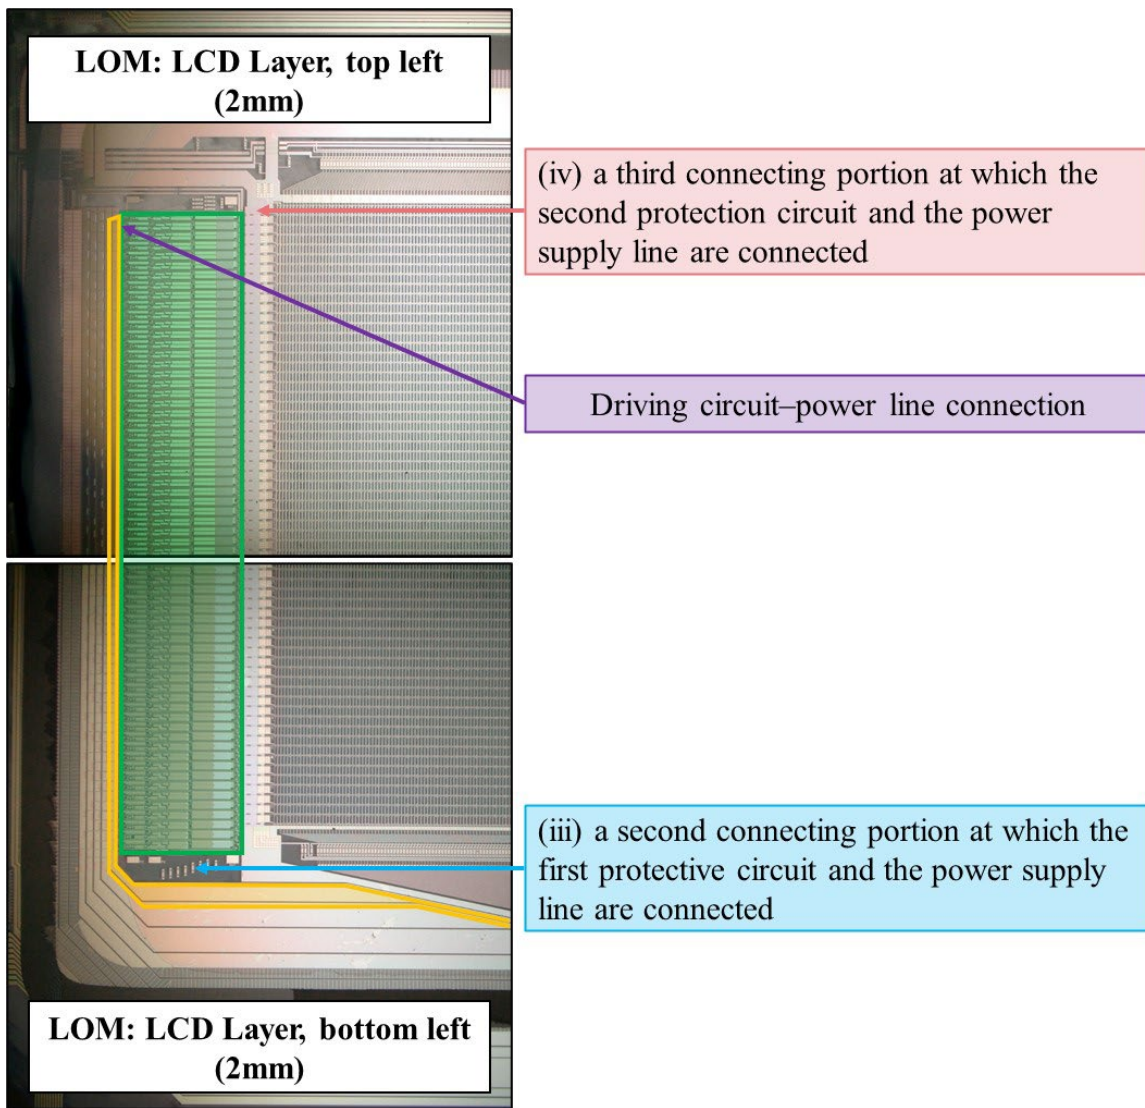 LOM: LCD Layer, top left
(2mm)
(iv) a third connecting portion at which the
second protection circuit and the power
supply line are connected
Driving circuit–power line connection
(iii) a second connecting portion at which the
first protective circuit and the power supply
line are connected
LOM: LCD Layer, bottom left
(2mm)